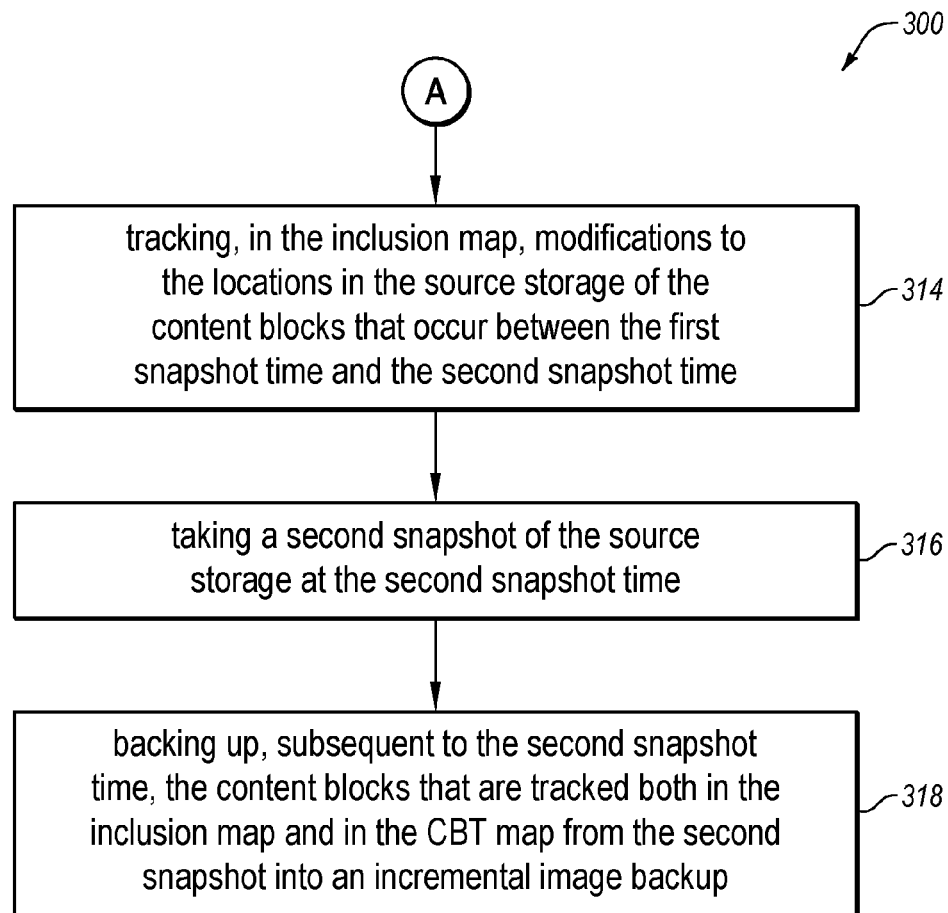 300
A
tracking, in the inclusion map, modifications to
the locations in the source storage of the
content blocks that occur between the first
snapshot time and the second snapshot time
314
taking a second snapshot of the source
storage at the second snapshot time
316
backing up, subsequent to the second snapshot
time, the content blocks that are tracked both in the
inclusion map and in the CBT map from the second
snapshot into an incremental image backup
318